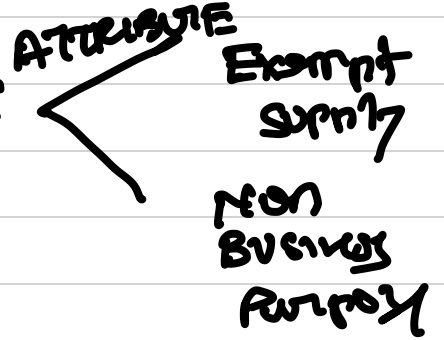 ATTRIBUTE
Exempt
supply
NON
BUSINESS
Purpose